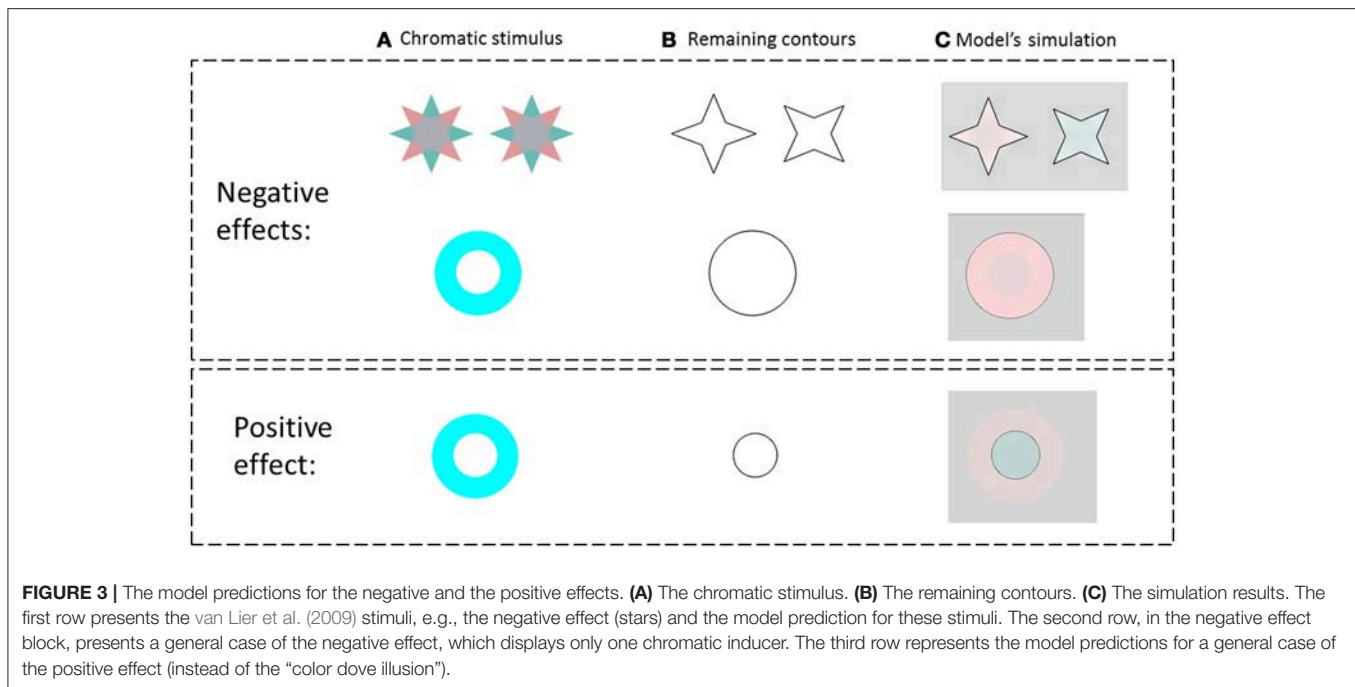 A Chromatic stimulus B Remaining contours C Model's simulation
Negative
effects:
Positive
effect:
FIGURE 3 | The model predictions for the negative and the positive effects. (A) The chromatic stimulus. (B) The remaining contours. (C) The simulation results. The
first row presents the van Lier et al. (2009) stimuli, e.g., the negative effect (stars) and the model prediction for these stimuli. The second row, in the negative effect
block, presents a general case of the negative effect, which displays only one chromatic inducer. The third row represents the model predictions for a general case of
the positive effect (instead of the “color dove illusion”).